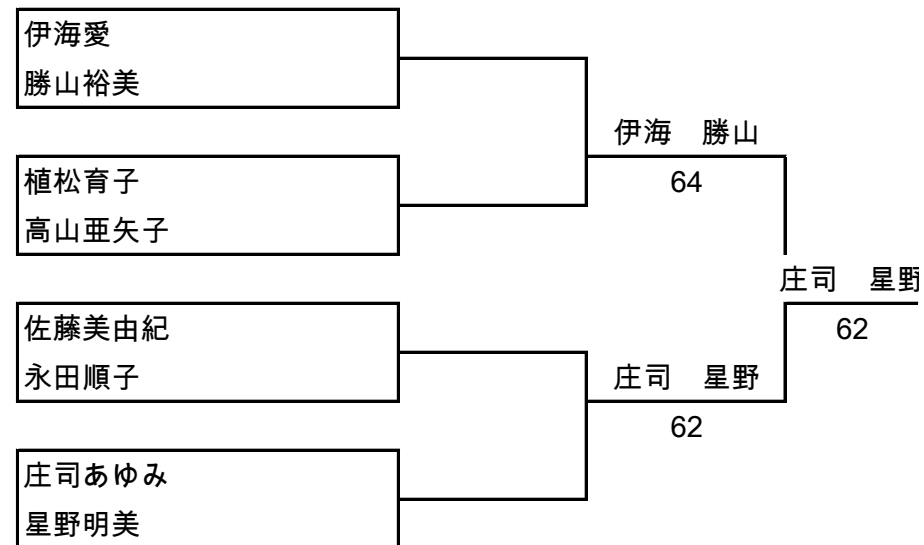 伊海愛
勝山裕美
伊海　勝山
植松育子
64
高山亜矢子
庄司　星野
佐藤美由紀
62
永田順子
庄司　星野
62
庄司あゆみ
星野明美